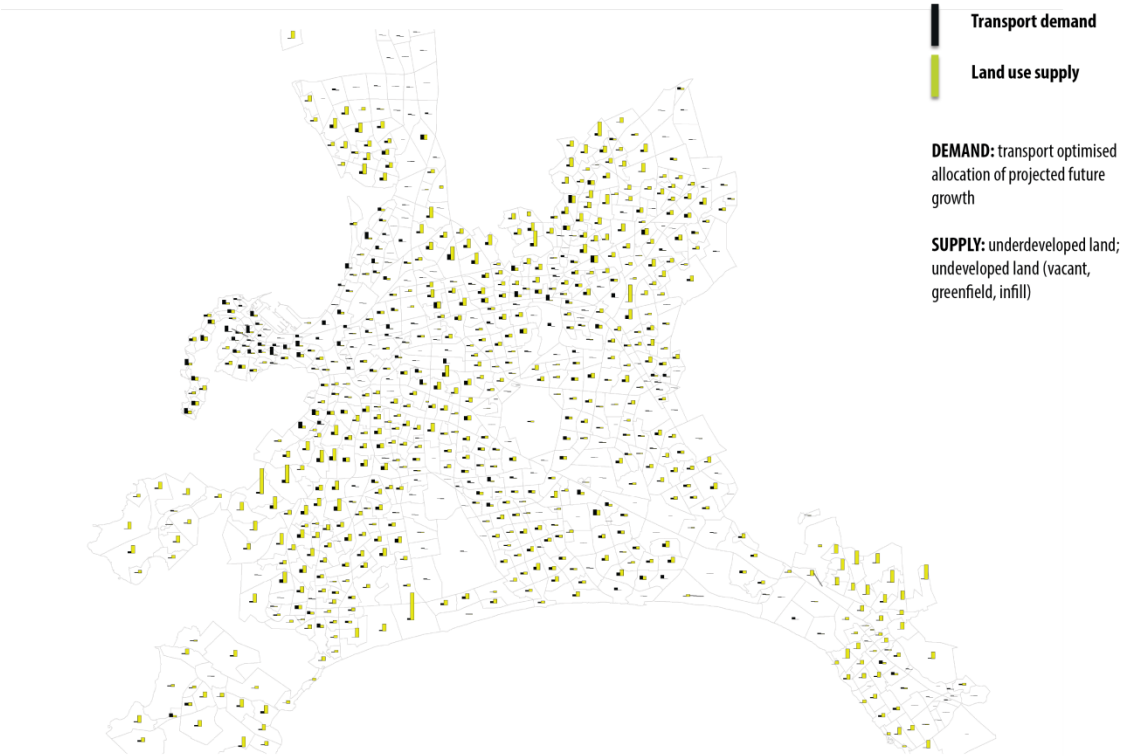 Transport demand
Land use supply
DEMAND: transport optimised
allocation of projected future
growth
SUPPLY: underdeveloped land;
undeveloped land (vacant,
greenfield, infill)